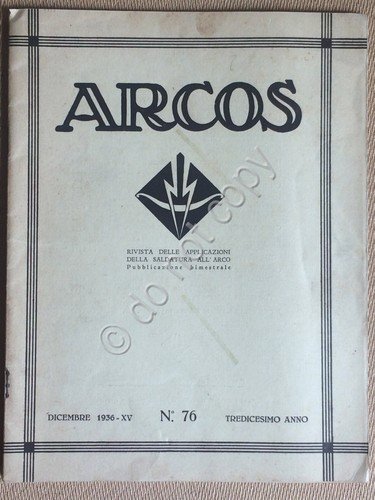 ARCOS
RIVISTA DELLE APPLICAZIONI
DELLA SALDATURA ALL'ARCO
Pubblicazione bimestrale
© do not copy
DICEMBRE 1936-XV N.º 76 TREDICESIMO ANNO